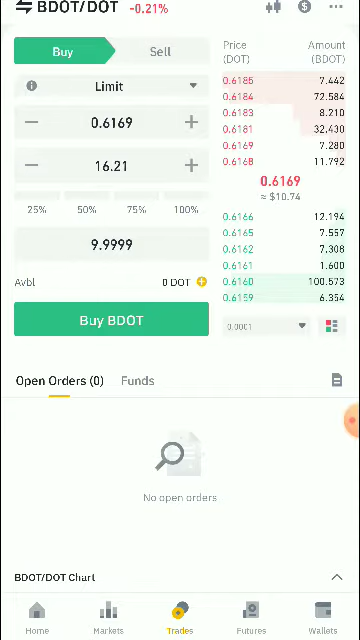 BDOT/DOT -0.21%
Buy Sell
Limit
0.6169
16.21
25% 50% 75% 100%
9.9999
Avbl 0 DOT
Buy BDOT
Price (DOT) Amount (BDOT)
0.6185 7.442
0.6184 72.584
0.6183 8.210
0.6181 32.430
0.6169 7.280
0.6168 11.792
0.6169
≈ $10.74
0.6166 12.194
0.6165 7.557
0.6162 7.308
0.6161 1.600
0.6160 100.573
0.6159 6.354
0.0001
Open Orders (0) Funds
No open orders
BDOT/DOT Chart
Home Markets Trades Futures Wallets